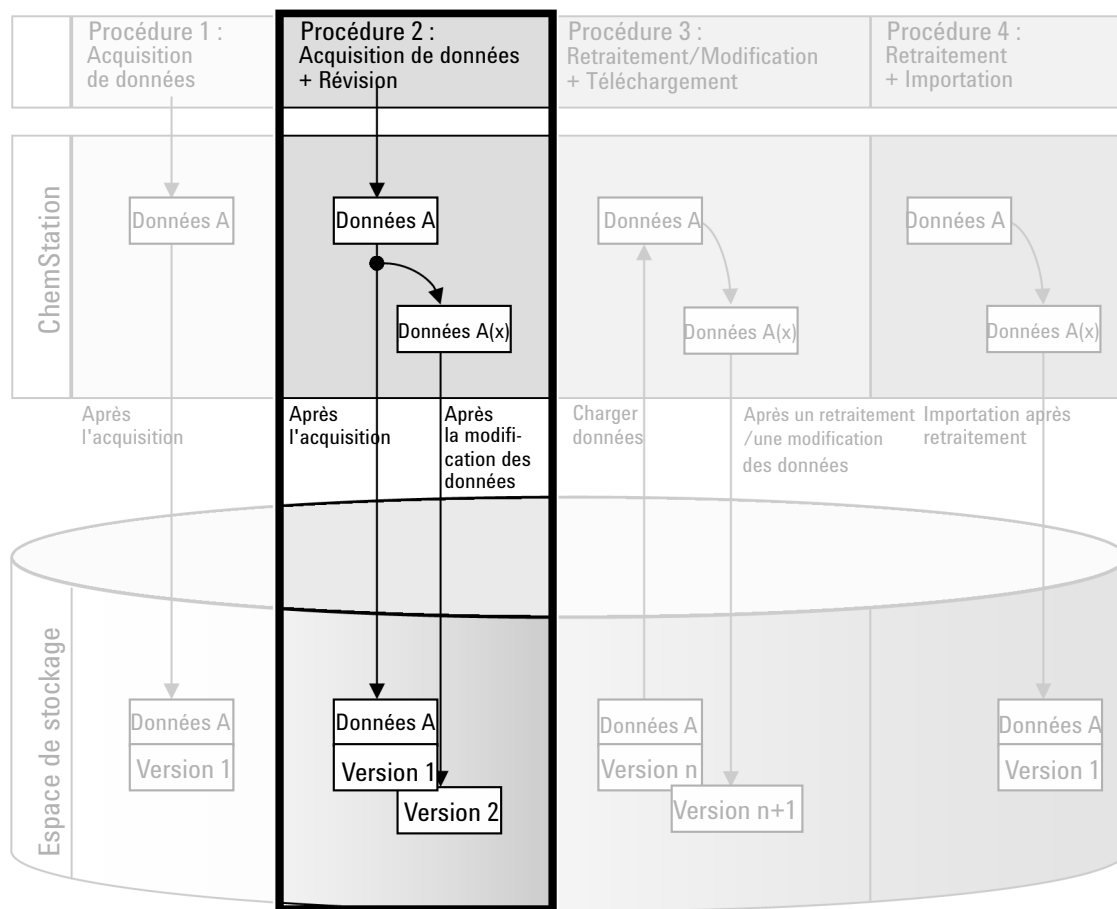 Procédure 1 :
Acquisition
de données
Procédure 2 :
Acquisition de données
+ Révision
Procédure 3 :
Retraitement/Modification
+ Téléchargement
Procédure 4 :
Retraitement
+ Importation
ChemStation
Données A
Données A
Données A(x)
Données A
Données A(x)
Données A
Données A(x)
Après
l'acquisition
Après
l'acquisition
Après
la modifi-
cation des
données
Charger
données
Après un retraitement
/une modification
des données
Importation après
retraitement
Espace de stockage
Données A
Version 1
Données A
Version 1
Version 2
Données A
Version n
Version n+1
Données A
Version 1